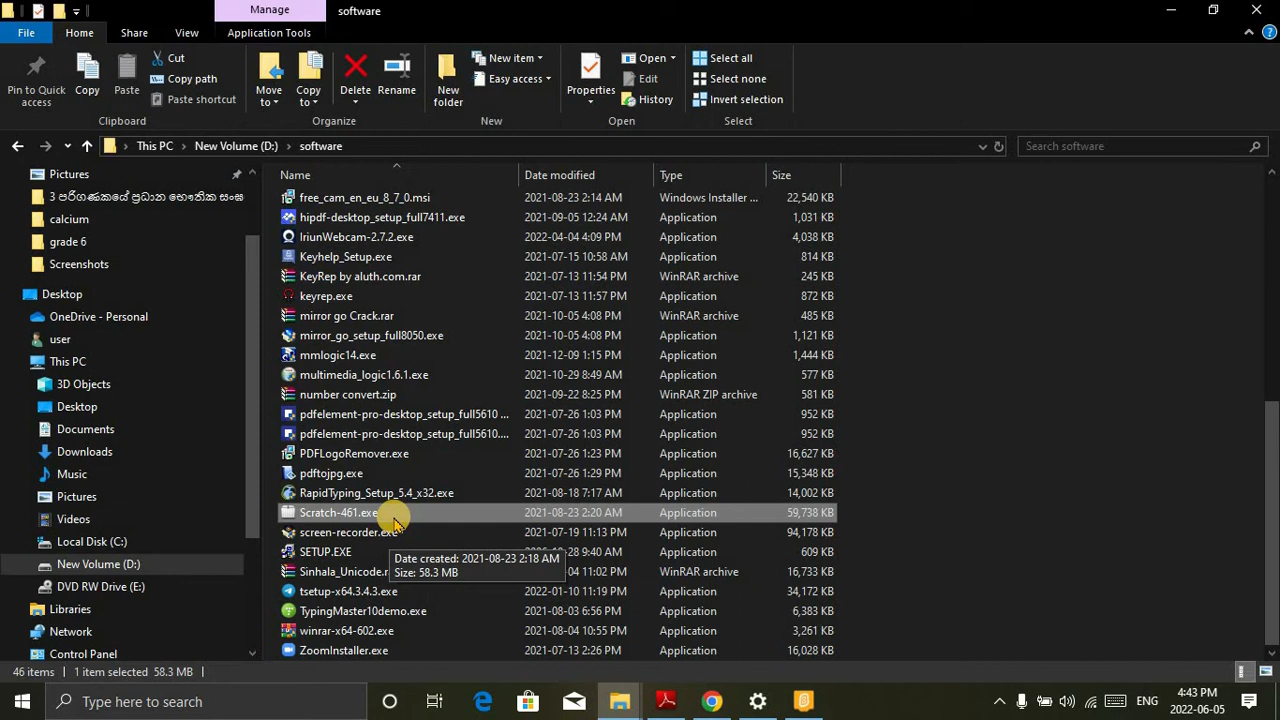 Manage
software
File
Home
Share
View
Application Tools
Pin to Quick access
Copy
Paste
Cut
Copy path
Paste shortcut
Clipboard
Move to
Copy to
Delete
Rename
Organize
New folder
New item
Easy access
New
Properties
Open
Edit
History
Open
Select all
Select none
Invert selection
Select
This PC
New Volume (D:)
software
Search software
Pictures
3 පරිගණකයේ ප්‍රධාන භෞතික සංඝ
calcium
grade 6
Screenshots
Desktop
OneDrive - Personal
user
This PC
3D Objects
Desktop
Documents
Downloads
Music
Pictures
Videos
Local Disk (C:)
New Volume (D:)
DVD RW Drive (E:)
Libraries
Network
Control Panel
Name Date modified Type Size
free_cam_en_eu_8_7_0.msi 2021-08-23 2:14 AM Windows Installer ... 22,540 KB
hipdf-desktop_setup_full7411.exe 2021-09-05 12:24 AM Application 1,031 KB
IriunWebcam-2.7.2.exe 2022-04-04 4:09 PM Application 4,038 KB
Keyhelp_Setup.exe 2021-07-15 10:58 AM Application 814 KB
KeyRep by aluth.com.rar 2021-07-13 11:54 PM WinRAR archive 245 KB
keyrep.exe 2021-07-13 11:57 PM Application 872 KB
mirror go Crack.rar 2021-10-05 4:08 PM WinRAR archive 485 KB
mirror_go_setup_full8050.exe 2021-10-05 4:08 PM Application 1,121 KB
mmlogic14.exe 2021-12-09 1:15 PM Application 1,444 KB
multimedia_logic1.6.1.exe 2021-10-29 8:49 AM Application 577 KB
number convert.zip 2021-09-22 8:25 PM WinRAR ZIP archive 581 KB
pdfelement-pro-desktop_setup_full5610 ... 2021-07-26 1:03 PM Application 952 KB
pdfelement-pro-desktop_setup_full5610.... 2021-07-26 1:03 PM Application 952 KB
PDFLogoRemover.exe 2021-07-26 1:23 PM Application 16,627 KB
pdftojpg.exe 2021-07-26 1:29 PM Application 15,348 KB
RapidTyping_Setup_5.4_x32.exe 2021-08-18 7:17 AM Application 14,002 KB
Scratch-461.exe 2021-08-23 2:20 AM Application 59,738 KB
screen-recorder.exe 2021-07-19 11:13 PM Application 94,178 KB
SETUP.EXE 9:40 AM Application 609 KB
Date created: 2021-08-23 2:18 AM
Size: 58.3 MB
Sinhala_Unicode.r 11:02 PM WinRAR archive 16,733 KB
tsetup-x64.3.4.3.exe 2022-01-10 11:19 PM Application 34,172 KB
TypingMaster10demo.exe 2021-08-03 6:56 PM Application 6,383 KB
winrar-x64-602.exe 2021-08-04 10:55 PM Application 3,261 KB
ZoomInstaller.exe 2021-07-13 2:26 PM Application 16,028 KB
46 items 1 item selected 58.3 MB
Type here to search
ENG
4:43 PM
2022-06-05